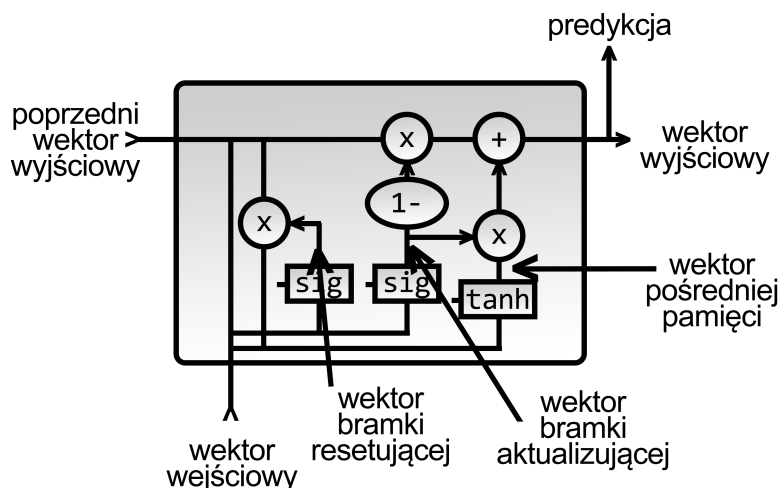 predykcja
poprzedni
wektor
wyjściowy
x
+
wektor
wyjściowy
1-
x
x
sig
sig
tanh
wektor
pośredniej
pamięci
wektor
bramki
resetującej
wektor
bramki
aktualizującej
wektor
wejściowy